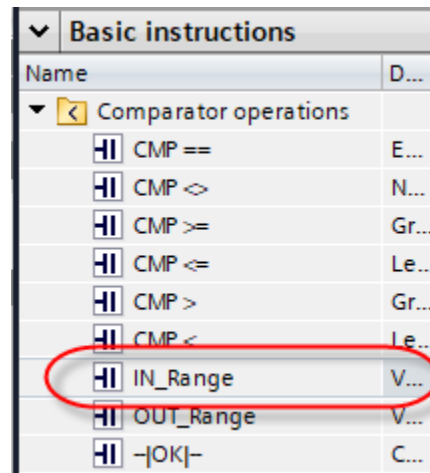 Basic instructions
Name D...
Comparator operations
CMP == E...
CMP <> N...
CMP >= Gr...
CMP <= Le...
CMP > Gr...
CMP < Le...
IN_Range V...
OUT_Range V...
-|OK|- C...